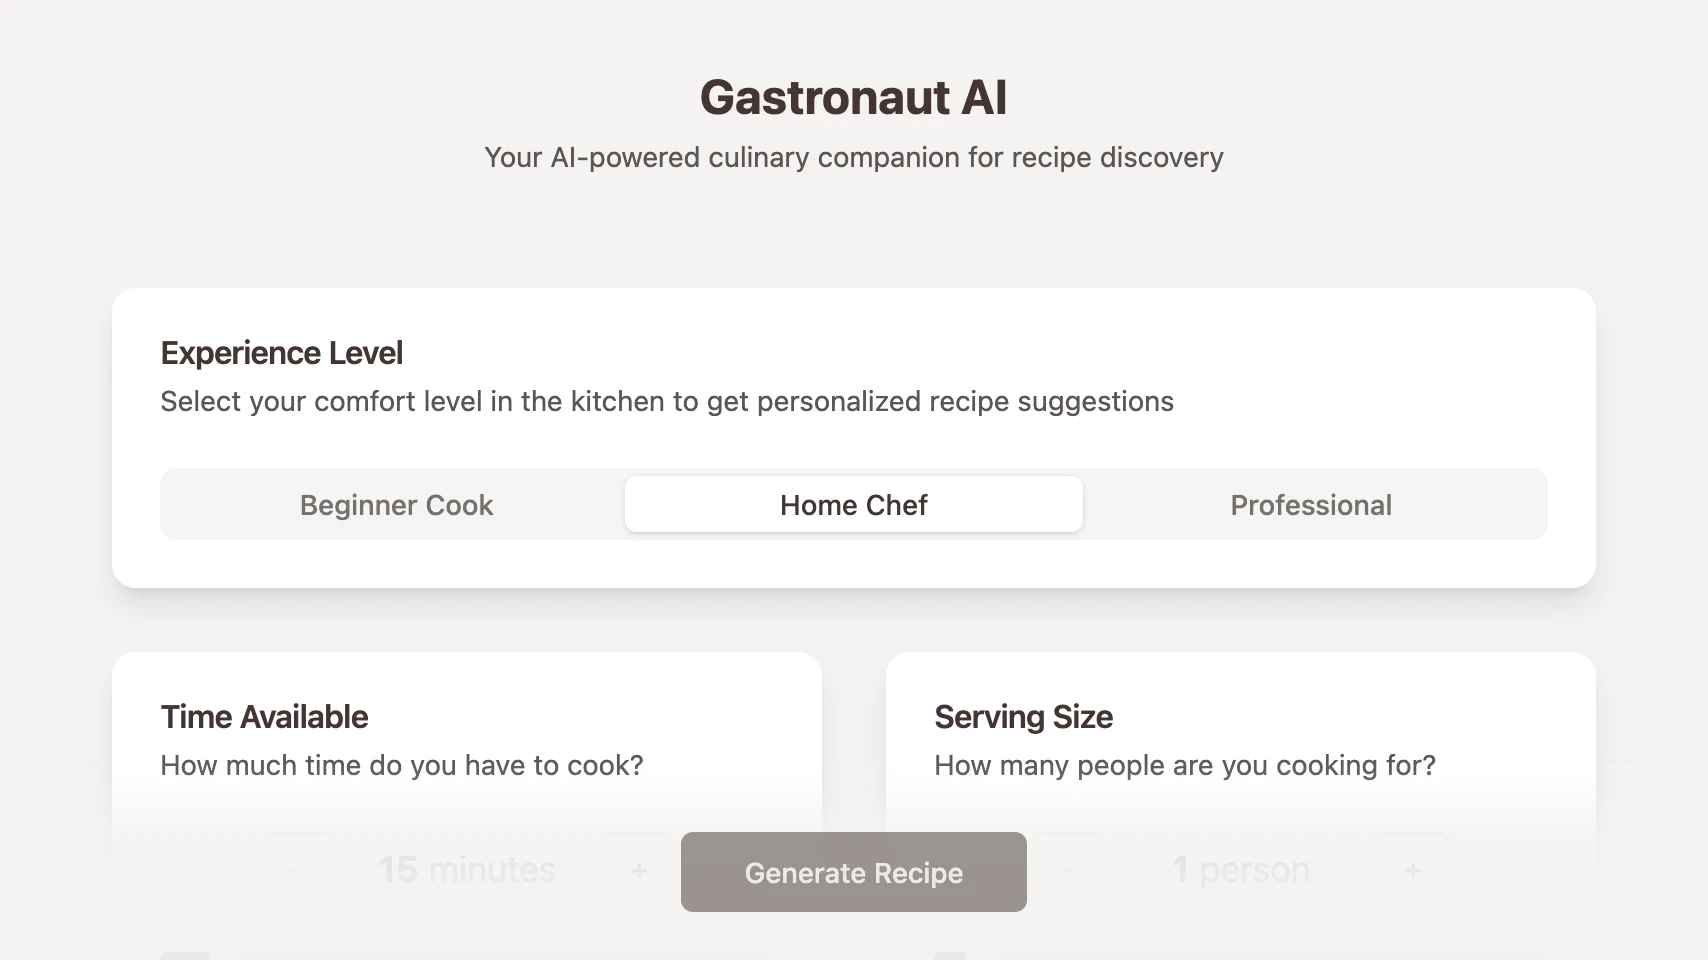 Gastronaut AI
Your AI-powered culinary companion for recipe discovery
Experience Level
Select your comfort level in the kitchen to get personalized recipe suggestions
Beginner Cook
Home Chef
Professional
Time Available
How much time do you have to cook?
Serving Size
How many people are you cooking for?
- 15 minutes +
Generate Recipe
- 1 person +